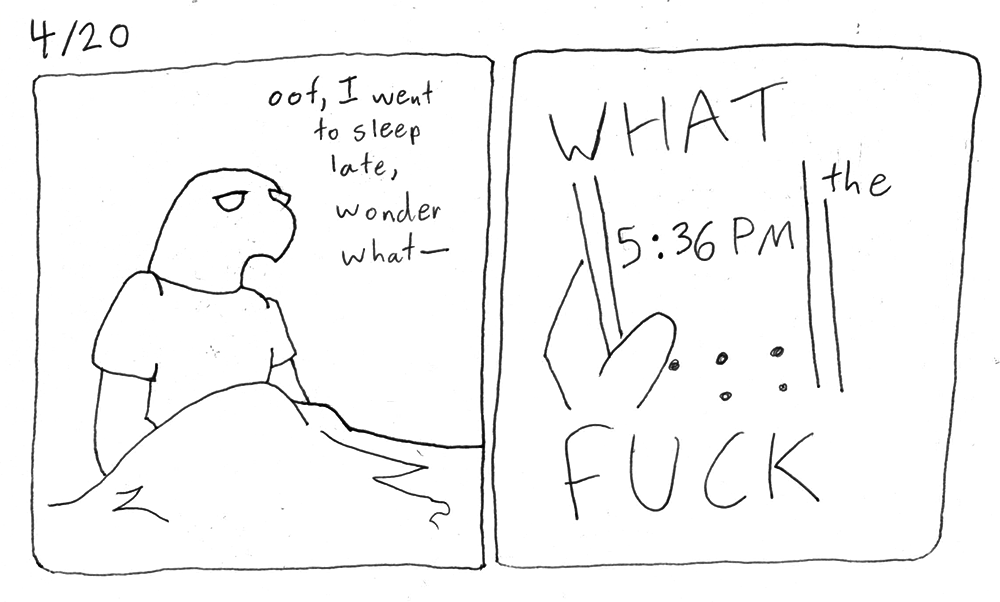 4/20
oof, I went
to sleep
late,
wonder
what—
WHAT
the
5:36 PM
FUCK